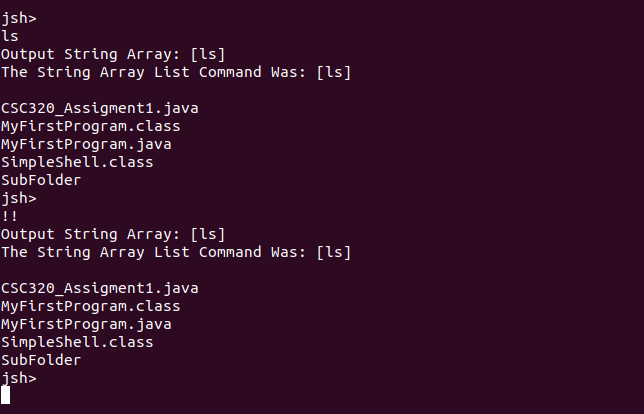 jsh>
ls
Output String Array: [ls]
The String Array List Command Was: [ls]
CSC320_Assigment1.java
MyFirstProgram.class
MyFirstProgram.java
SimpleShell.class
SubFolder
jsh>
!!
Output String Array: [ls]
The String Array List Command Was: [ls]
CSC320_Assigment1.java
MyFirstProgram.class
MyFirstProgram.java
SimpleShell.class
SubFolder
jsh>